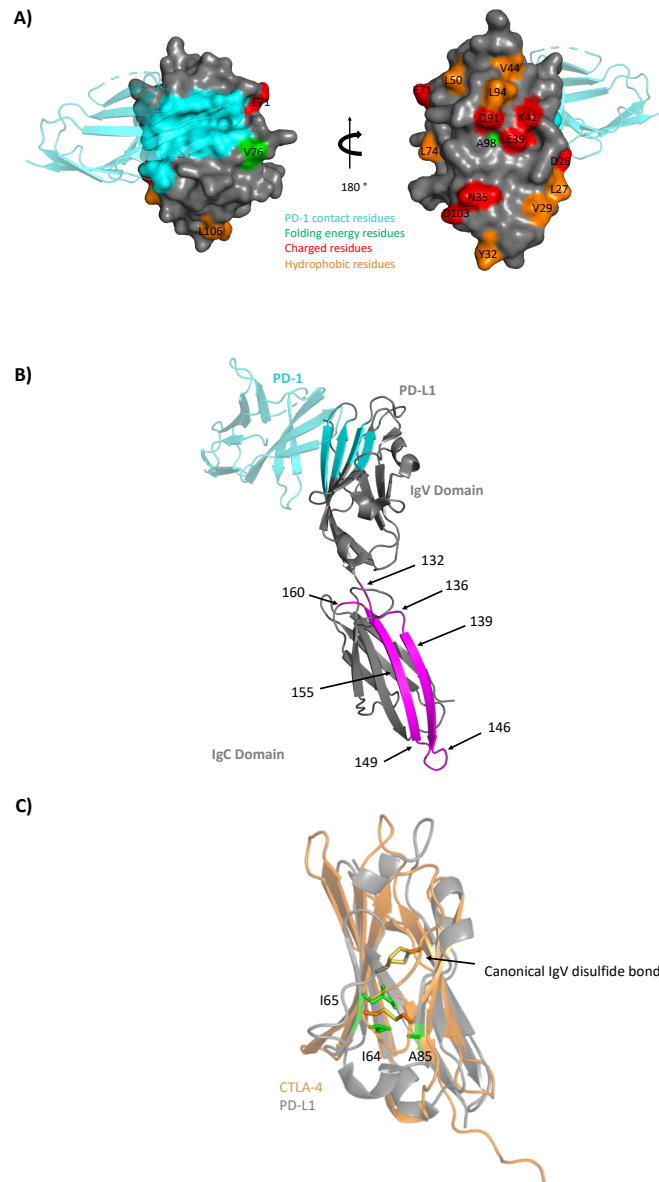 A)
E71
V76
L106
180 °
PD-1 contact residues
Folding energy residues
Charged residues
Hydrophobic residues
V44
L50
L94
E71
Q91
K41
A98
E39
L74
D26
L27
N35
V29
D103
Y32
B)
PD-1
PD-L1
IgV Domain
132
160
136
139
155
146
149
IgC Domain
C)
Canonical IgV disulfide bond
I65
I64
A85
CTLA-4
PD-L1